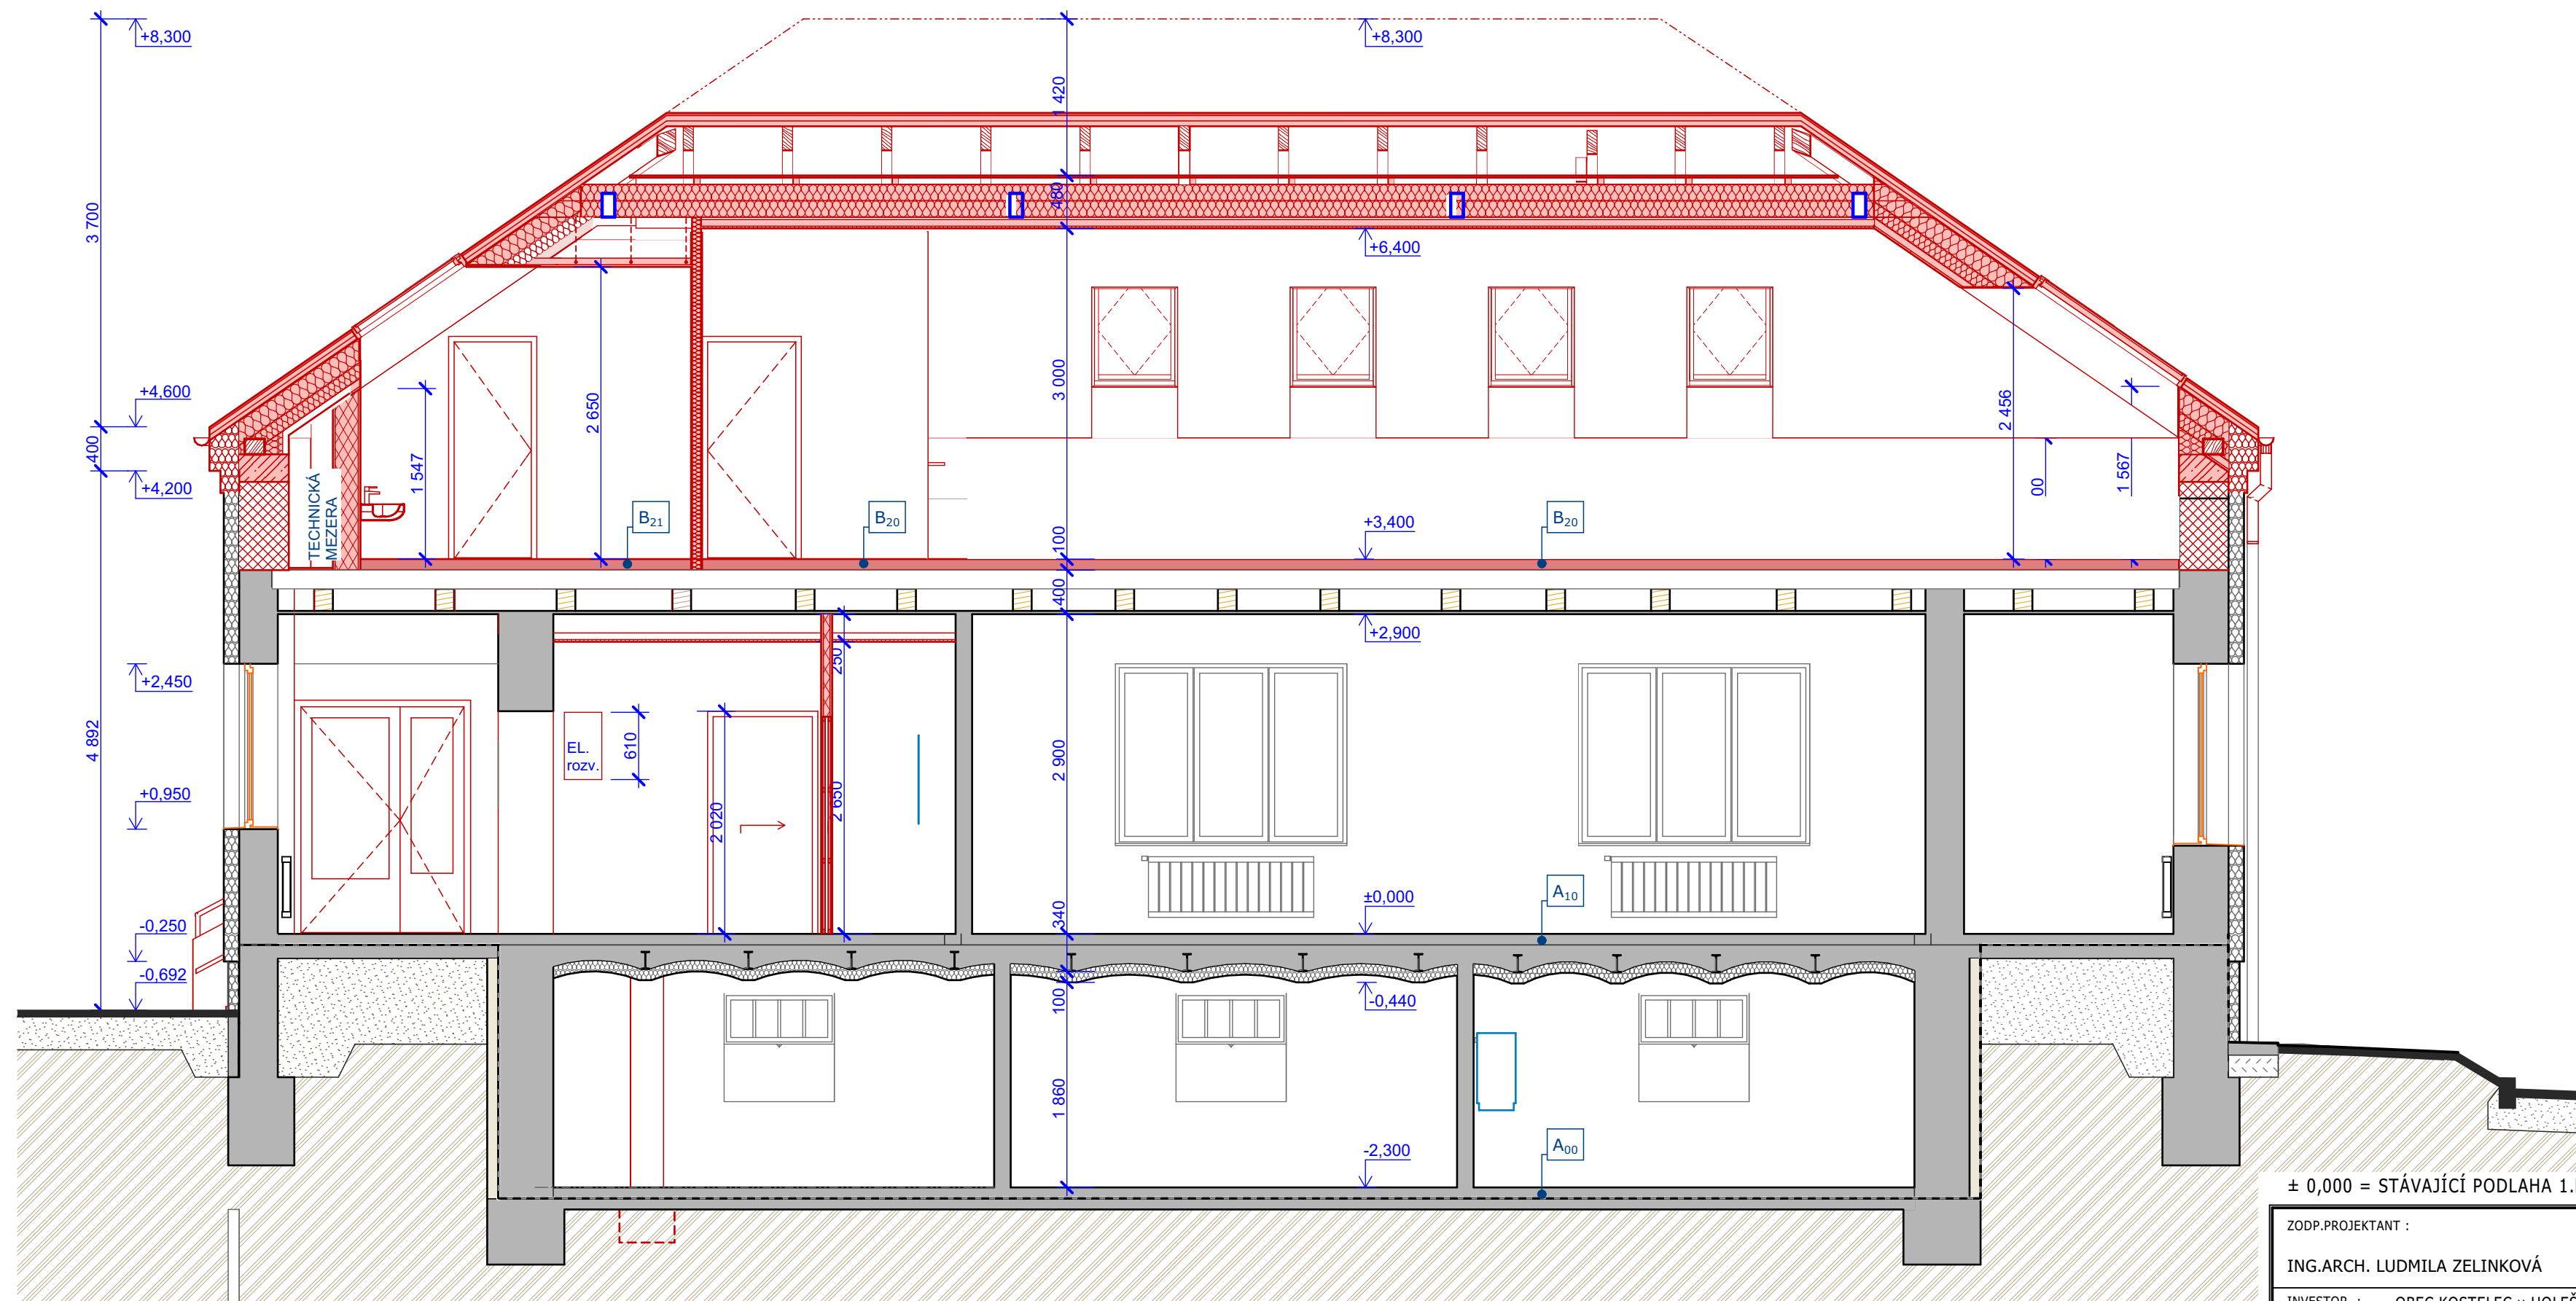 +8,300
+8,300
1 420
3 700
480
+6,400
+4,600
400
+4,200
TECHNICKÁ
MEZERA
1 547
2 650
3 000
2 456
1 567
00
B21
B20
B20
+3,400
100
400
+2,900
+2,450
250
EL.
rozv.
610
2 020
2 650
2 900
4 892
+0,950
±0,000
A10
340
-0,250
-0,692
-0,440
100
1 860
-2,300
A00
± 0,000 = STÁVAJÍCÍ PODLAHA 1.
ZODP.PROJEKTANT :
ING.ARCH. LUDMILA ZELINKOVÁ
INVESTOR : OBEC KOSTELEC